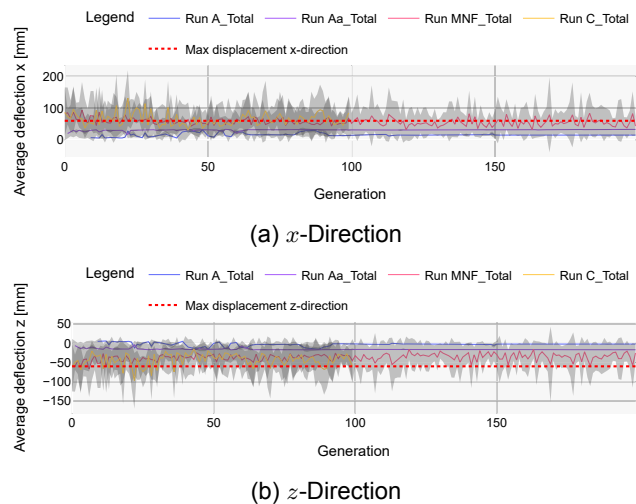 Legend Run A_Total Run Aa_Total Run MNF_Total Run C_Total
Max displacement x-direction
Average deflection x [mm]
200
100
0
0 50 100 150
Generation
(a) x-Direction
Legend Run A_Total Run Aa_Total Run MNF_Total Run C_Total
Max displacement z-direction
Average deflection z [mm]
50
0
−50
−100
−150
0 50 100 150
Generation
(b) z-Direction